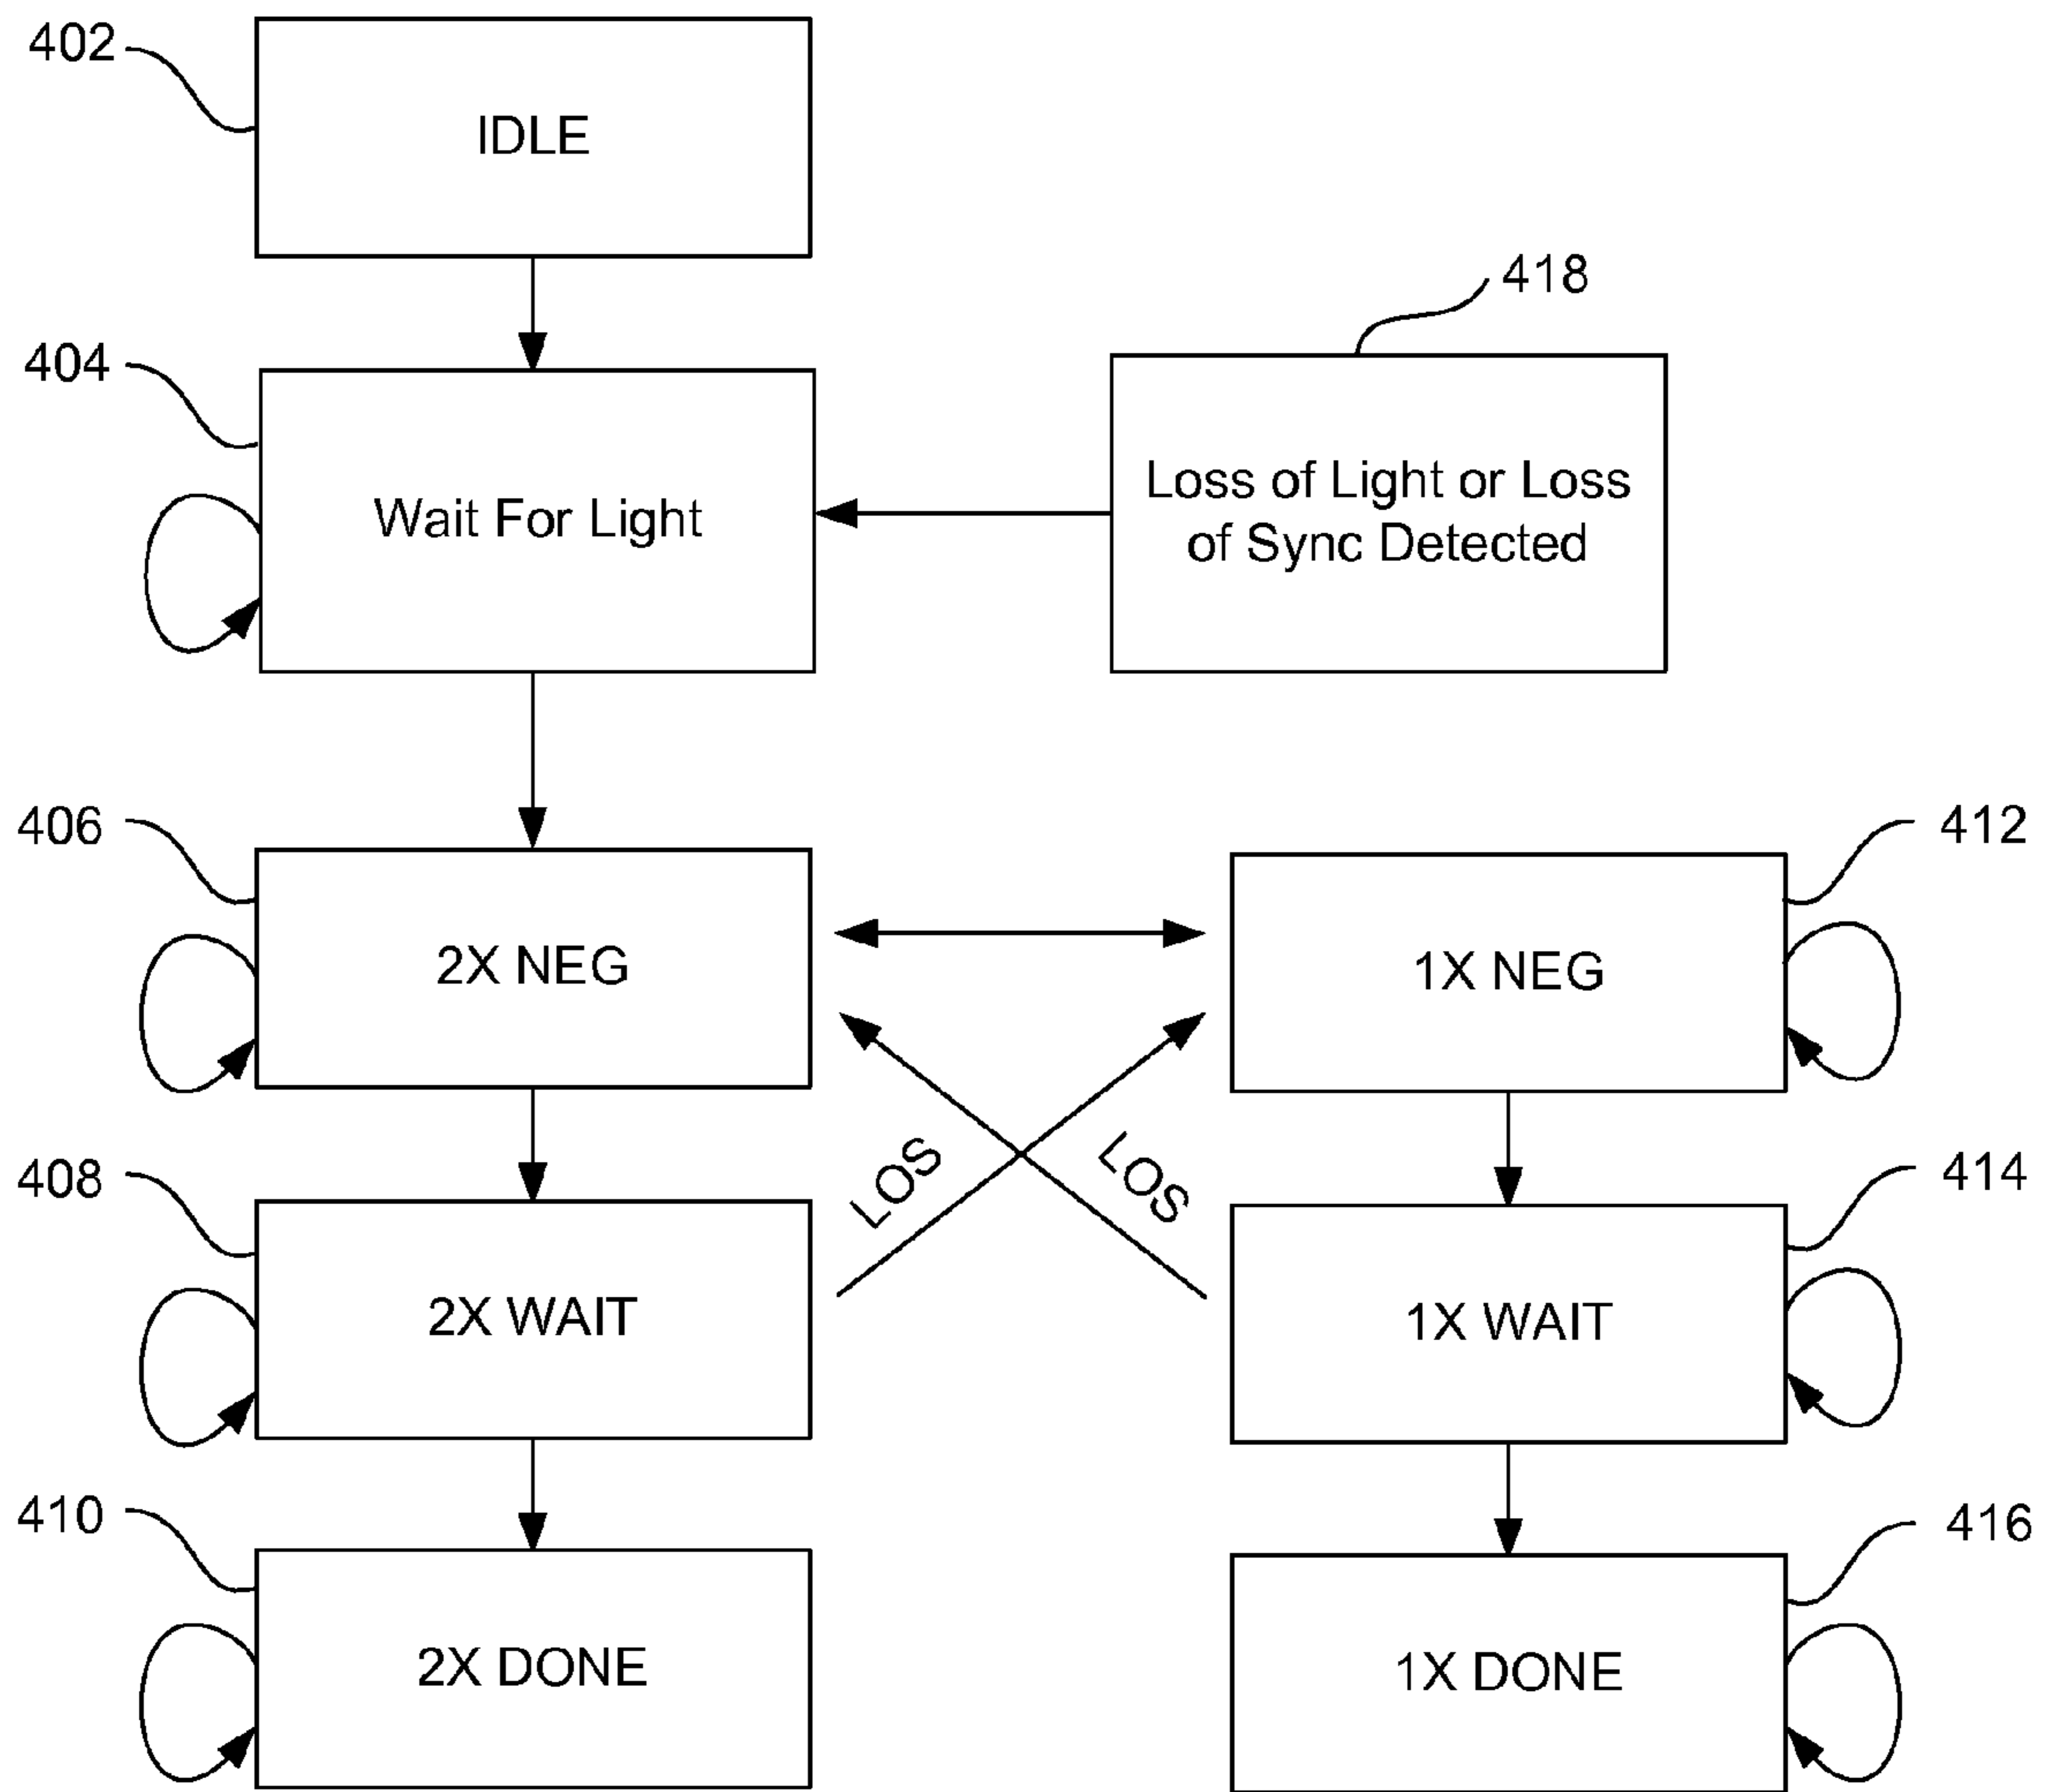 402
IDLE
418
404
Wait For Light
Loss of Light or Loss
of Sync Detected
406
412
2X NEG
1X NEG
LOS
LOS
408
414
2X WAIT
1X WAIT
410
416
2X DONE
1X DONE